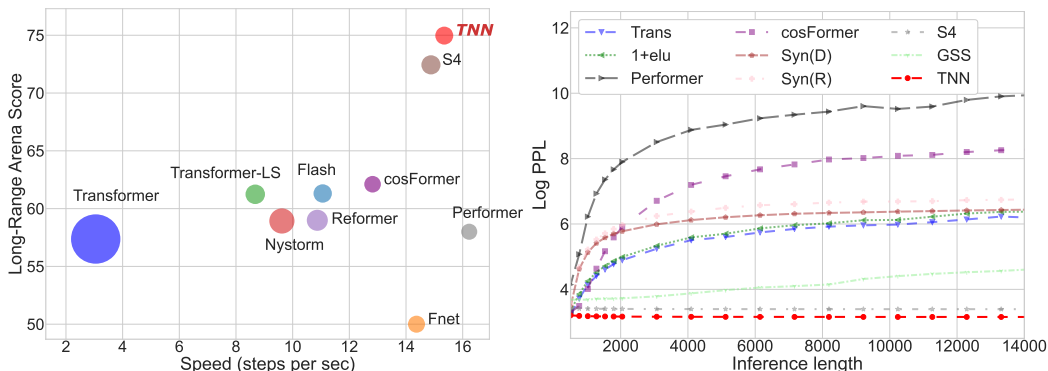 Long-Range Arena Score
75
70
65
60
55
50
TNN
S4
Transformer-LS
Flash
cosFormer
Transformer
Reformer
Performer
Nystorm
Fnet
2 4 6 8 10 12 14 16
Speed (steps per sec)
Log PPL
12
10
8
6
4
Trans cosFormer S4
1+elu Syn(D) GSS
Performer Syn(R) TNN
2000 4000 6000 8000 10000 12000 14000
Inference length